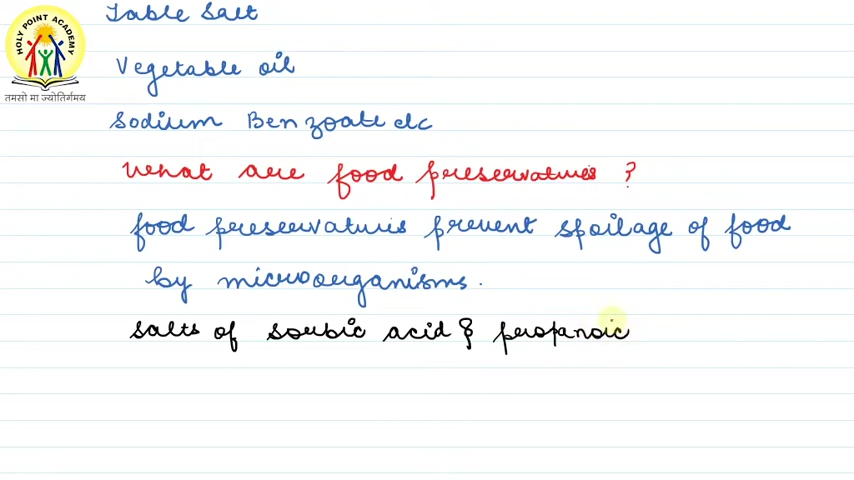 HOLY POINT ACADEMY
तमसो मा ज्योतिर्गमय
Table Salt
Vegetable oil
Sodium Benzoate etc
What are food preservatives ?
food preservatives prevent spoilage of food
by microorganisms.
Salts of sorbic acid & propanoic